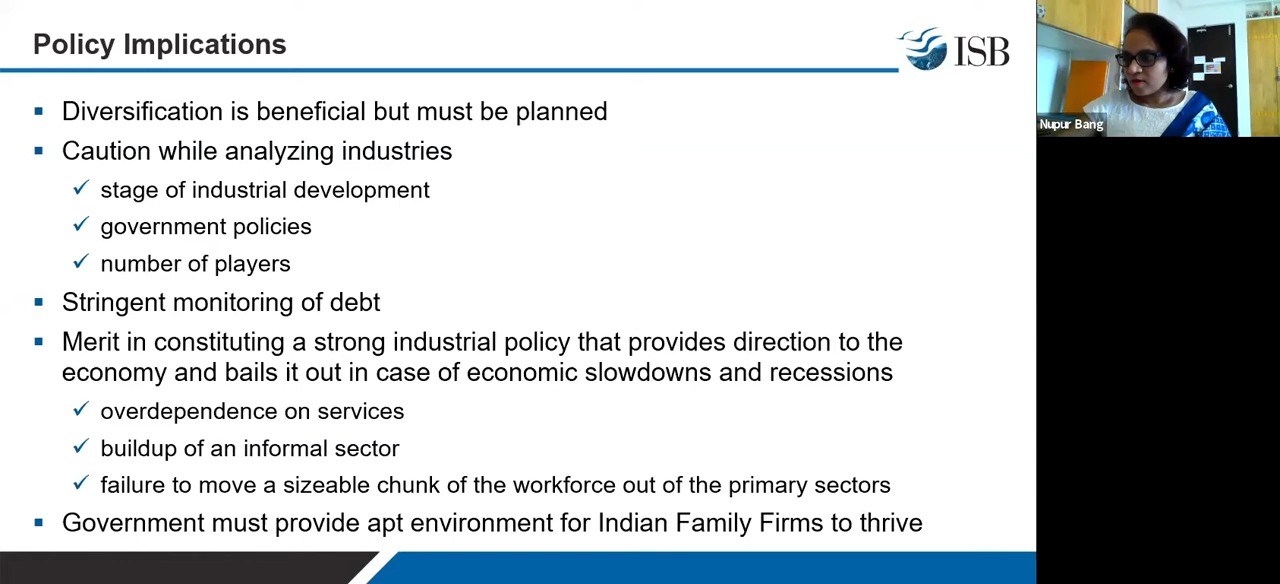 Policy Implications
ISB
Nupur Bang
Diversification is beneficial but must be planned
Caution while analyzing industries
stage of industrial development
government policies
number of players
Stringent monitoring of debt
Merit in constituting a strong industrial policy that provides direction to the
economy and bails it out in case of economic slowdowns and recessions
overdependence on services
buildup of an informal sector
failure to move a sizeable chunk of the workforce out of the primary sectors
Government must provide apt environment for Indian Family Firms to thrive